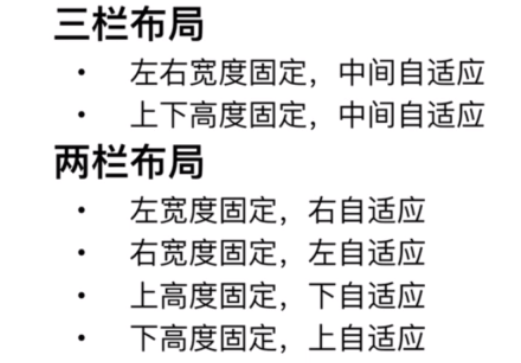 三栏布局
• 左右宽度固定，中间自适应
• 上下高度固定，中间自适应
两栏布局
• 左宽度固定，右自适应
• 右宽度固定，左自适应
• 上高度固定，下自适应
• 下高度固定，上自适应